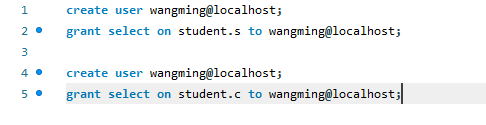 1 create user wangming@localhost;
2 grant select on student.s to wangming@localhost;
3
4 create user wangming@localhost;
5 grant select on student.c to wangming@localhost;